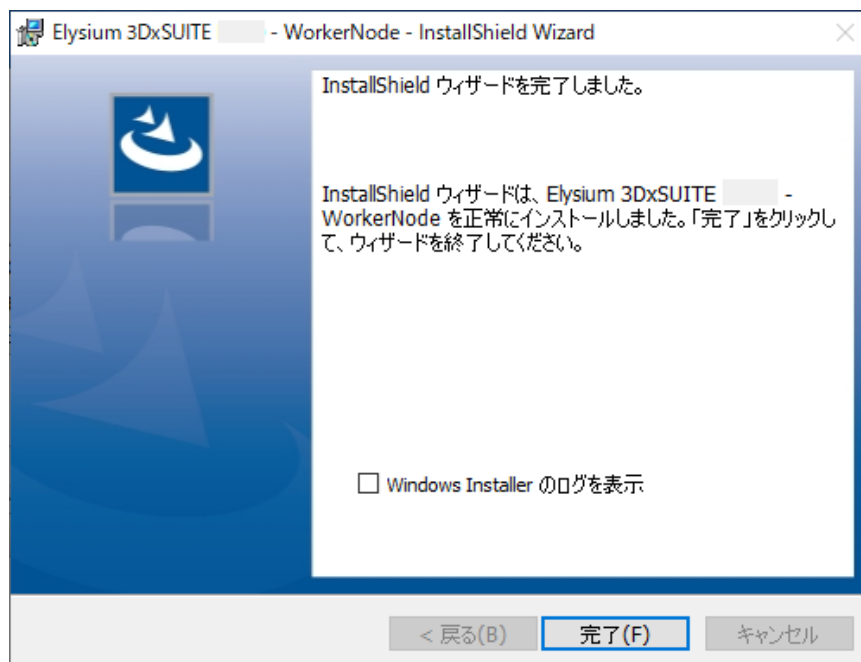 Elysium 3DxSUITE - WorkerNode - InstallShield Wizard
InstallShield ウィザードを完了しました。
InstallShield ウィザードは、Elysium 3DxSUITE -
WorkerNode を正常にインストールしました。「完了」をクリックし
て、ウィザードを終了してください。
Windows Installer のログを表示
< 戻る(B)
完了(F)
キャンセル